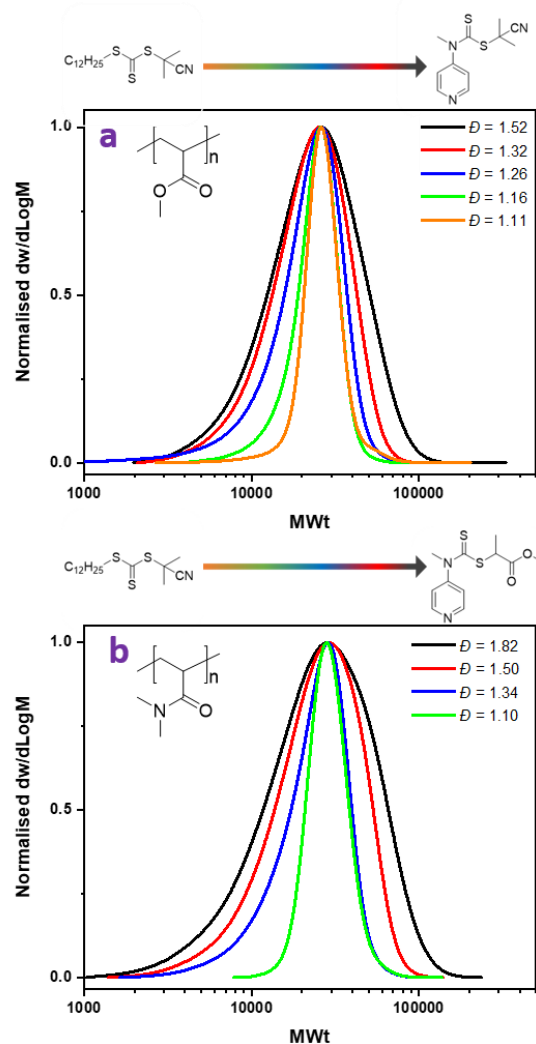 C₁₂H₂₅ S S CN
S
S CN
N S
N
a
n
O O
Đ = 1.52
Đ = 1.32
Đ = 1.26
Đ = 1.16
Đ = 1.11
Normalised dw/dLogM
1.0
0.5
0.0
1000 10000 100000
MWt
C₁₂H₂₅ S S CN
S
S
N S O
O
N
b
n
N O
Đ = 1.82
Đ = 1.50
Đ = 1.34
Đ = 1.10
Normalised dw/dLogM
1.0
0.5
0.0
1000 10000 100000
MWt